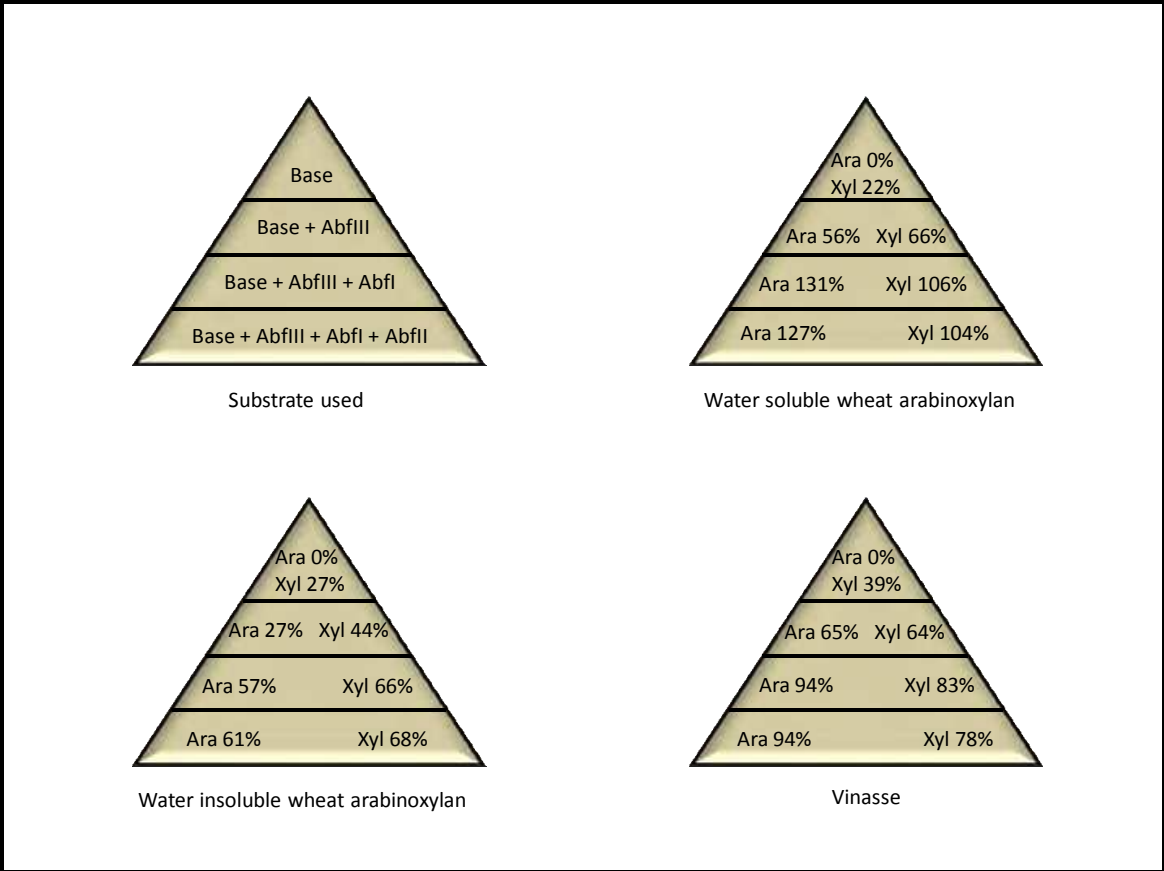 Base
Base + AbfIII
Base + AbfIII + AbfI
Base + AbfIII + AbfI + AbfII
Substrate used
Ara 0%
Xyl 22%
Ara 56% Xyl 66%
Ara 131% Xyl 106%
Ara 127% Xyl 104%
Water soluble wheat arabinoxylan
Ara 0%
Xyl 27%
Ara 27% Xyl 44%
Ara 57% Xyl 66%
Ara 61% Xyl 68%
Water insoluble wheat arabinoxylan
Ara 0%
Xyl 39%
Ara 65% Xyl 64%
Ara 94% Xyl 83%
Ara 94% Xyl 78%
Vinasse